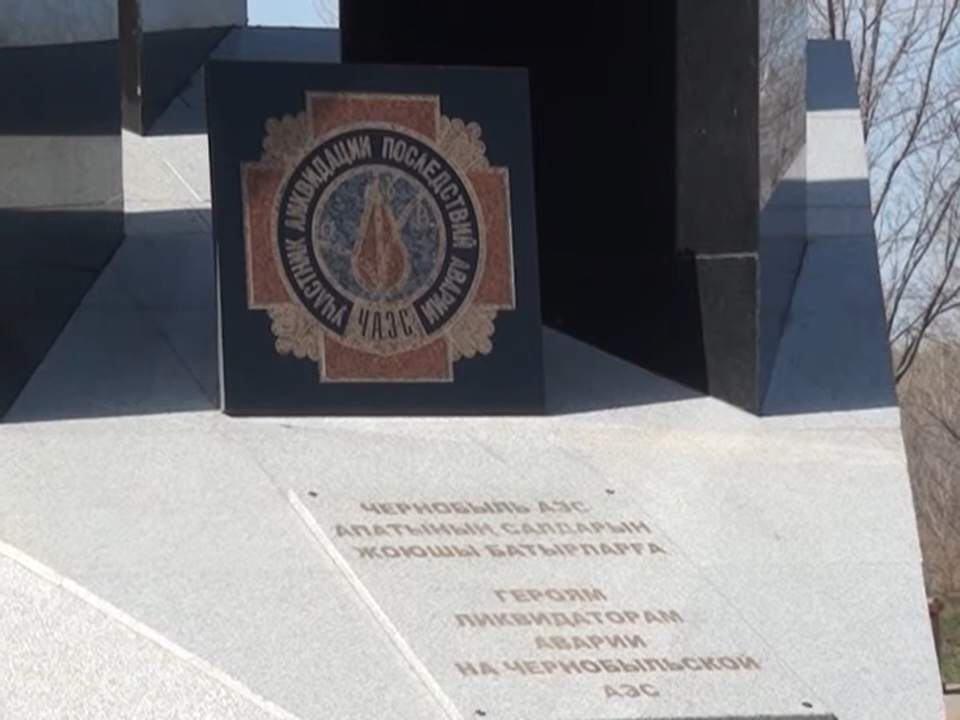 УЧАСТНИК ЛИКВИДАЦИИ ПОСЛЕДСТВИЙ АВАРИИ
ЧАЭС
ЧЕРНОБЫЛЬ АЭС
АПАТЫНЫҢ САЛДАРЫН
ЖОЮШЫ БАТЫРЛАРҒА
ГЕРОЯМ
ЛИКВИДАТОРАМ
АВАРИИ
НА ЧЕРНОБЫЛЬСКОЙ
АЭС